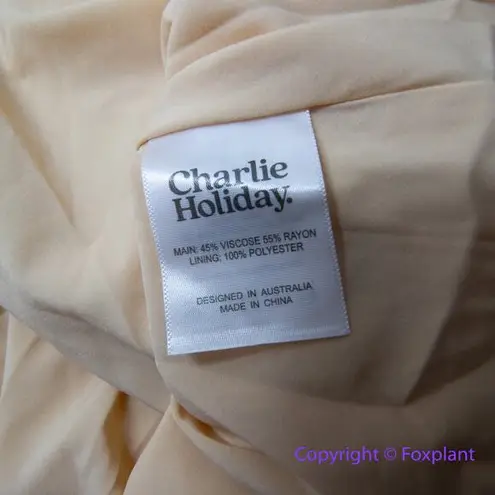 Charlie
Holiday.
MAIN: 45% VISCOSE 55% RAYON
LINING: 100% POLYESTER
DESIGNED IN AUSTRALIA
MADE IN CHINA
Copyright © Foxplant